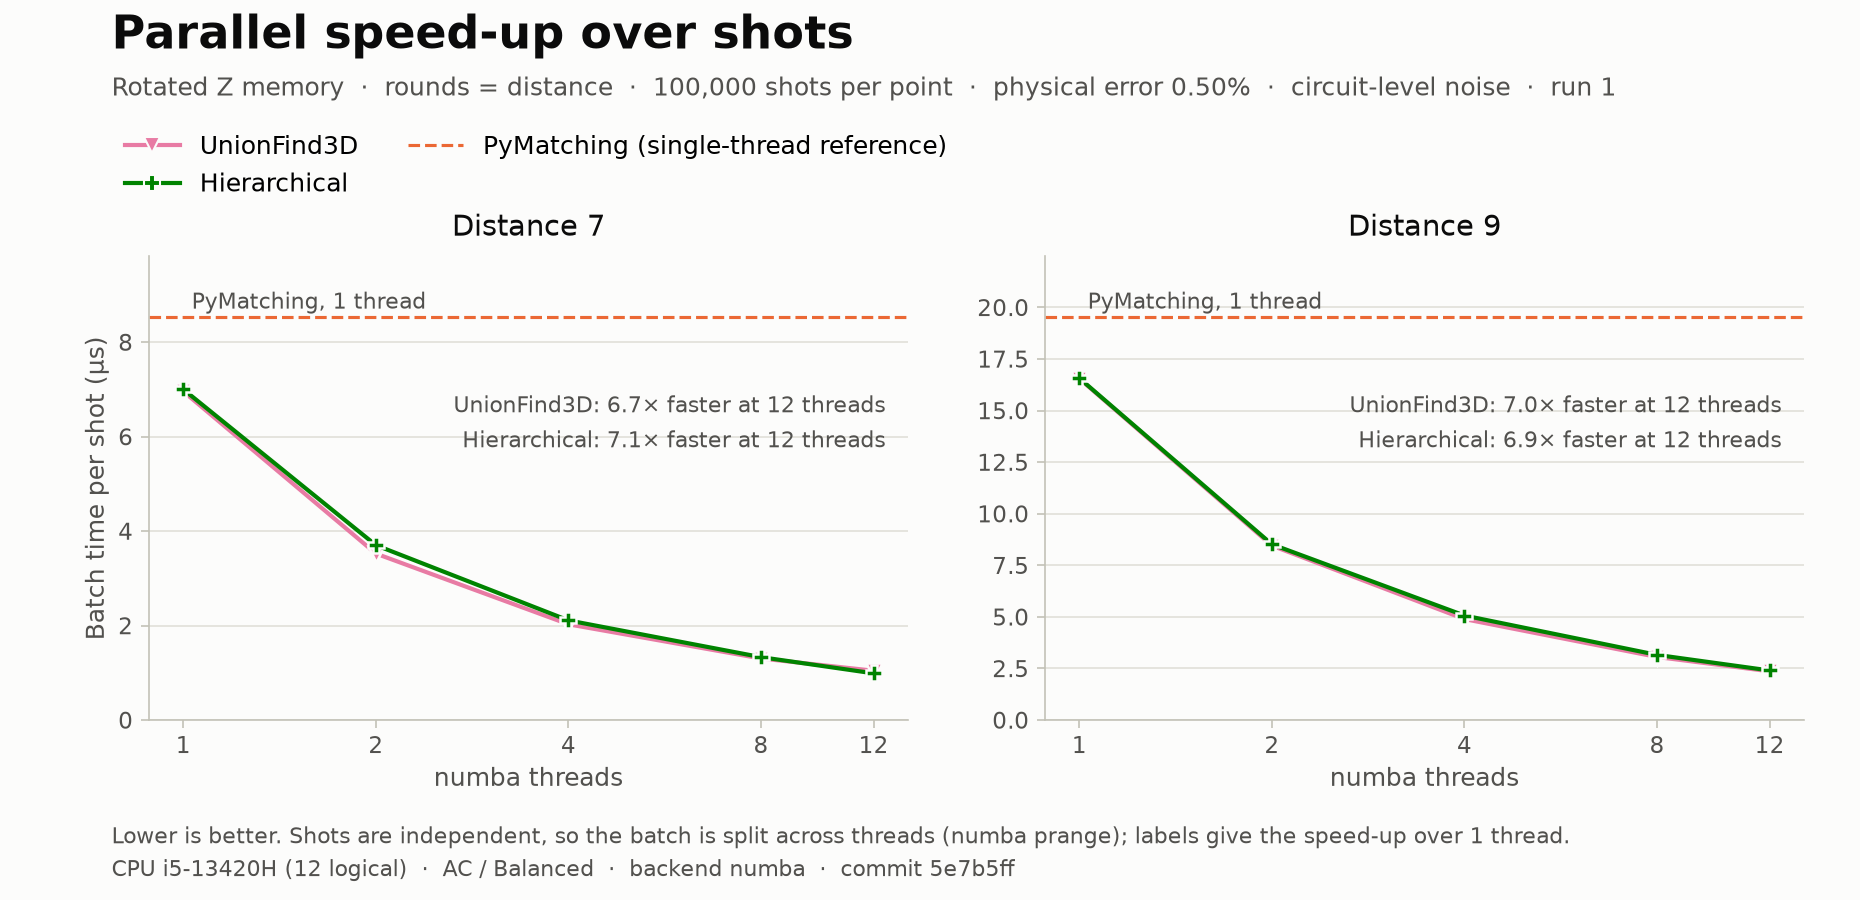 Parallel speed-up over shots
Rotated Z memory · rounds = distance · 100,000 shots per point · physical error 0.50% · circuit-level noise · run 1
UnionFind3D
PyMatching (single-thread reference)
Hierarchical
Distance 7
Batch time per shot (µs)
8
6
4
2
0
PyMatching, 1 thread
UnionFind3D: 6.7× faster at 12 threads
Hierarchical: 7.1× faster at 12 threads
1 2 4 8 12
numba threads
Distance 9
20.0
17.5
15.0
12.5
10.0
7.5
5.0
2.5
0.0
PyMatching, 1 thread
UnionFind3D: 7.0× faster at 12 threads
Hierarchical: 6.9× faster at 12 threads
1 2 4 8 12
numba threads
Lower is better. Shots are independent, so the batch is split across threads (numba prange); labels give the speed-up over 1 thread.
CPU i5-13420H (12 logical) · AC / Balanced · backend numba · commit 5e7b5ff